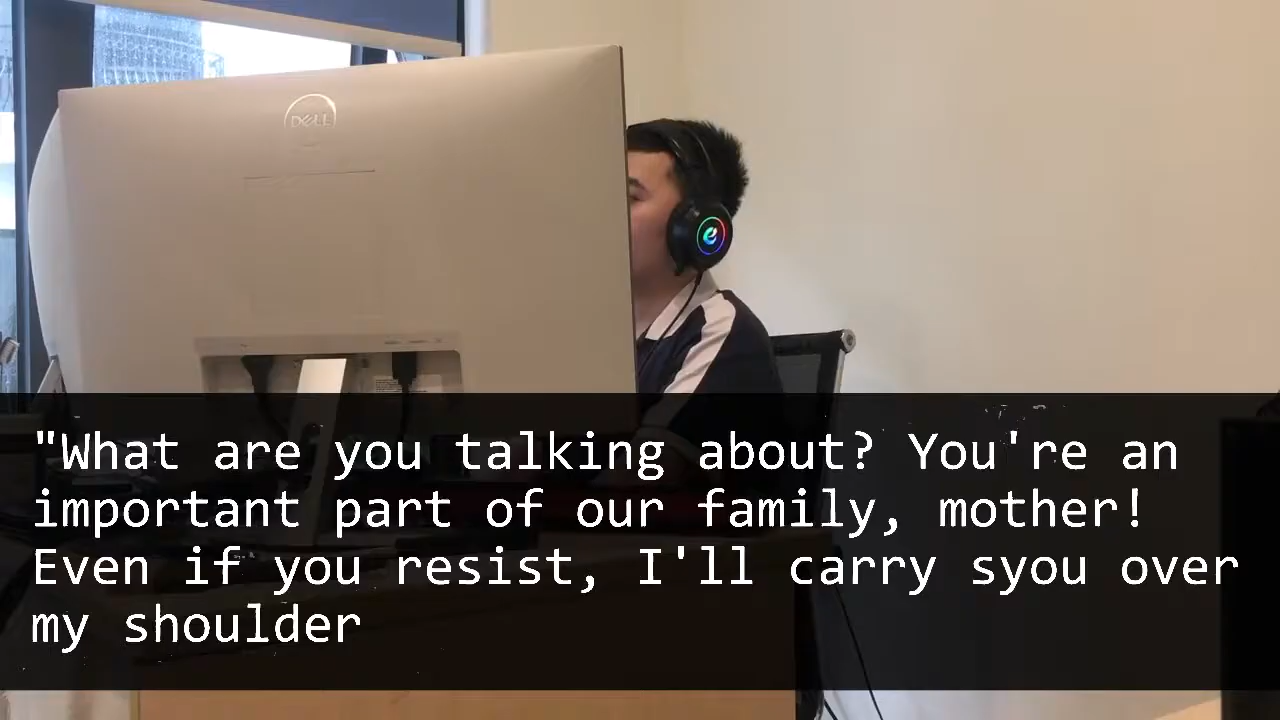 DELL
"What are you talking about? You're an
important part of our family, mother!
Even if you resist, I'll carry syou over
my shoulder